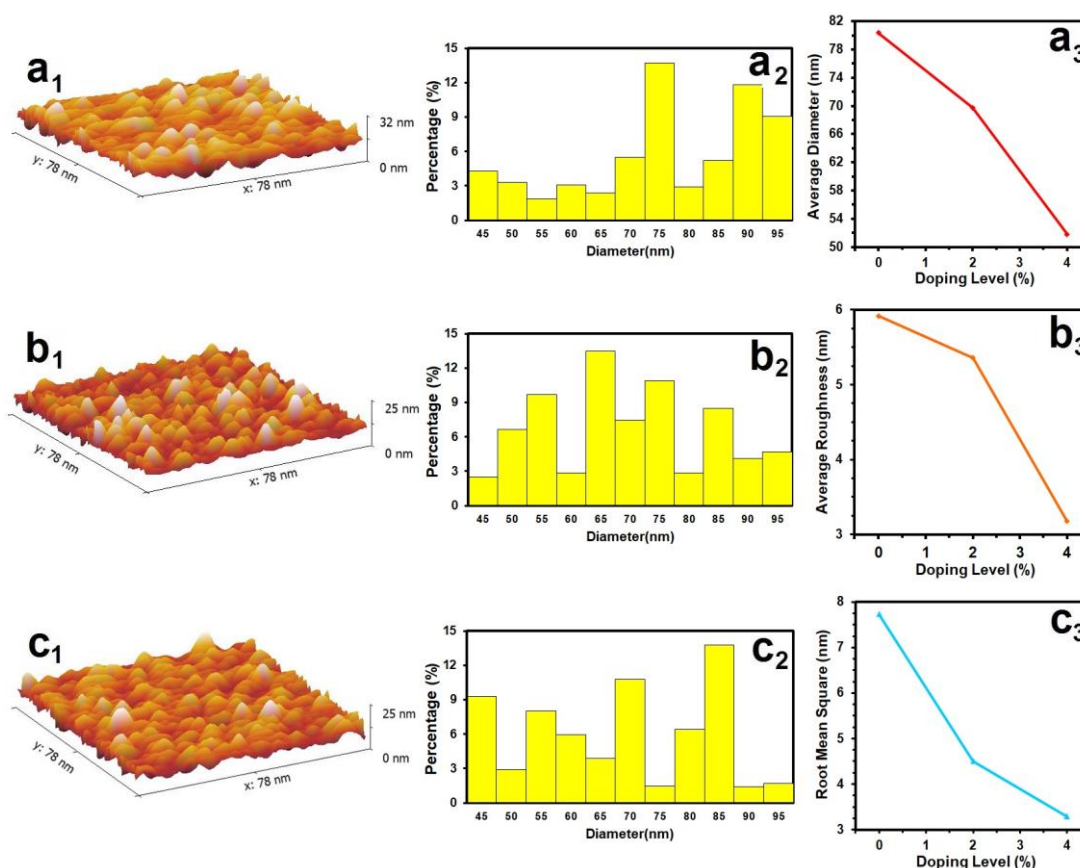 a1
32 nm
0 nm
y: 78 nm
x: 78 nm
a2
15
12
9
6
3
0
Percentage (%)
45 50 55 60 65 70 75 80 85 90 95
Diameter(nm)
a3
82
78
74
70
66
62
58
54
50
Average Diameter (nm)
0 1 2 3 4
Doping Level (%)
b1
25 nm
0 nm
y: 78 nm
x: 78 nm
b2
15
12
9
6
3
0
Percentage (%)
45 50 55 60 65 70 75 80 85 90 95
Diameter(nm)
b3
6
5
4
3
Average Roughness (nm)
0 1 2 3 4
Doping Level (%)
c1
25 nm
0 nm
y: 78 nm
x: 78 nm
c2
15
12
9
6
3
0
Percentage (%)
45 50 55 60 65 70 75 80 85 90 95
Diameter(nm)
c3
8
7
6
5
4
3
Root Mean Square (nm)
0 1 2 3 4
Doping Level (%)